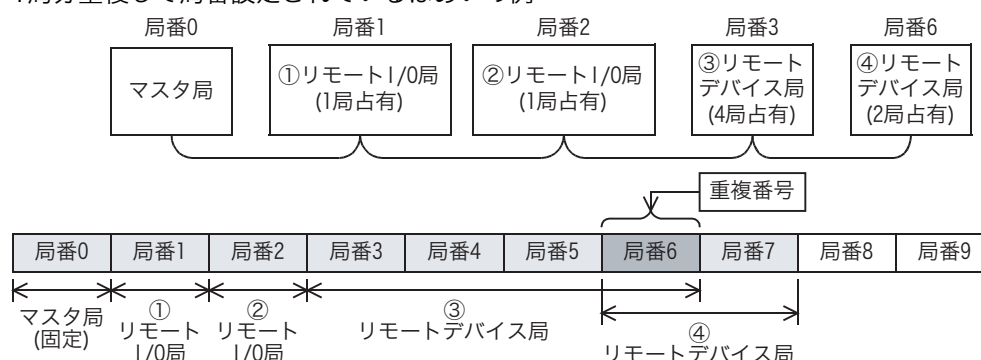 1局分重複して局番設定されているばあいの例
局番0
局番1
局番2
局番3
局番6
マスタ局
①リモートI/O局
(1局占有)
②リモートI/O局
(1局占有)
③リモート
デバイス局
(4局占有)
④リモート
デバイス局
(2局占有)
重複番号
局番0 局番1 局番2 局番3 局番4 局番5 局番6 局番7 局番8 局番9
マスタ局
(固定)
①
リモート
I/O局
②
リモート
I/O局
③
リモートデバイス局
④
リモートデバイス局